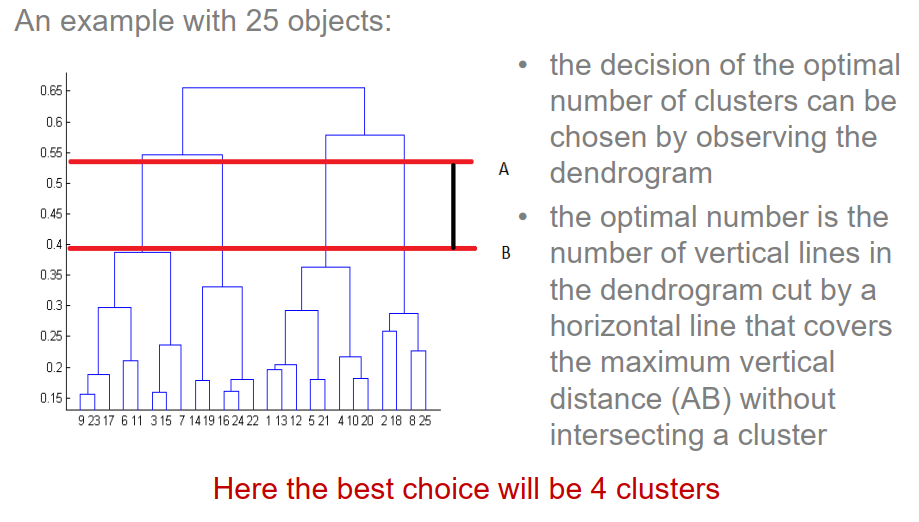 An example with 25 objects:
• the decision of the optimal
number of clusters can be
chosen by observing the
dendrogram
• the optimal number is the
number of vertical lines in
the dendrogram cut by a
horizontal line that covers
the maximum vertical
distance (AB) without
intersecting a cluster
0.65
0.6
0.55
0.5
0.45
0.4
0.35
0.3
0.25
0.2
0.15
A
B
9 23 17 6 11 3 15 7 14 19 16 24 22 1 13 12 5 21 4 10 20 2 18 8 25
Here the best choice will be 4 clusters